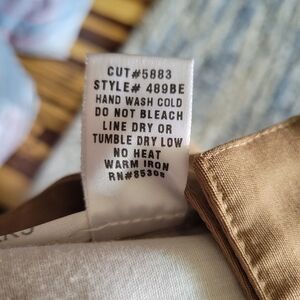 CUT#5883
STYLE# 489BE
HAND WASH COLD
DO NOT BLEACH
LINE DRY OR
TUMBLE DRY LOW
NO HEAT
WARM IRON